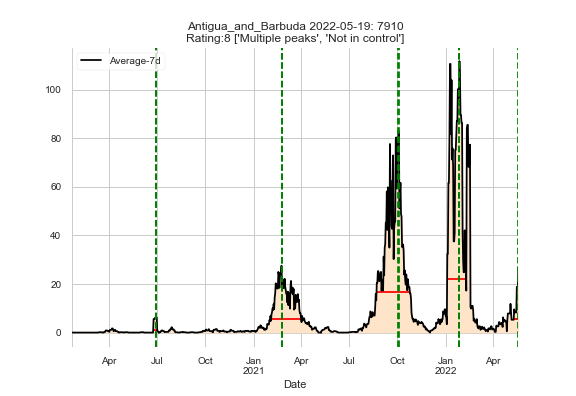 Antigua_and_Barbuda 2022-05-19: 7910
Rating:8 ['Multiple peaks', 'Not in control']
Average-7d
100
80
60
40
20
0
Apr Jul Oct Jan Apr Jul Oct Jan Apr
2021 2022
Date